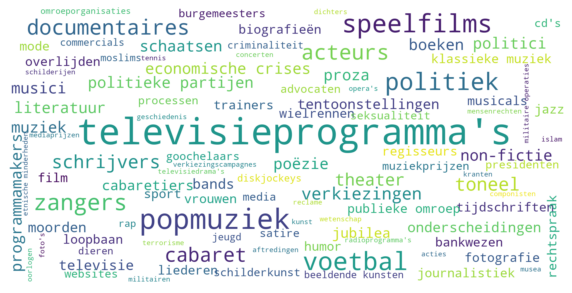 omroeporganisaties
burgemeesters
dichters
documentaires
biografieën
speelfilms
cd's
commercials
mode
moslims
tennis
schaatsen
criminaliteit
concerten
acteurs
boeken
politici
overlijden
schilderijen
economische crises
klassieke muziek
musici
politieke partijen
advocaten
opera's
proza
politiek
militaire operaties
literatuur
processen
trainers
tentoonstellingen
musicals
mensenrechten
jazz
geschiedenis
wielrennen
seksualiteit
muziek
mediaprijzen
televisieprogramma's
islam
programmamakers
etnische minderheden
schrijvers
goochelaars
verkiezingscampagnes
televisiedrama's
poëzie
regisseurs
muziekprijzen
non-fictie
presidenten
kranten
film
cabaretiers
bands
diskjockeys
theater
toneel
componisten
zangers
sport
vrouwen
media
reclame
verkiezingen
publieke omroep
tijdschriften
moorden
rap
popmuziek
kunst
wetenschap
jubilea
onderscheidingen
rechtspraak
oorlogen
foto's
loopbaan
dieren
terrorisme
jeugd
satire
aftredingen
radioprogramma's
humor
bankwezen
televisie
cabaret
voetbal
acties
fotografie
websites
militairen
liederen
schilderkunst
beeldende kunsten
journalistiek
musea